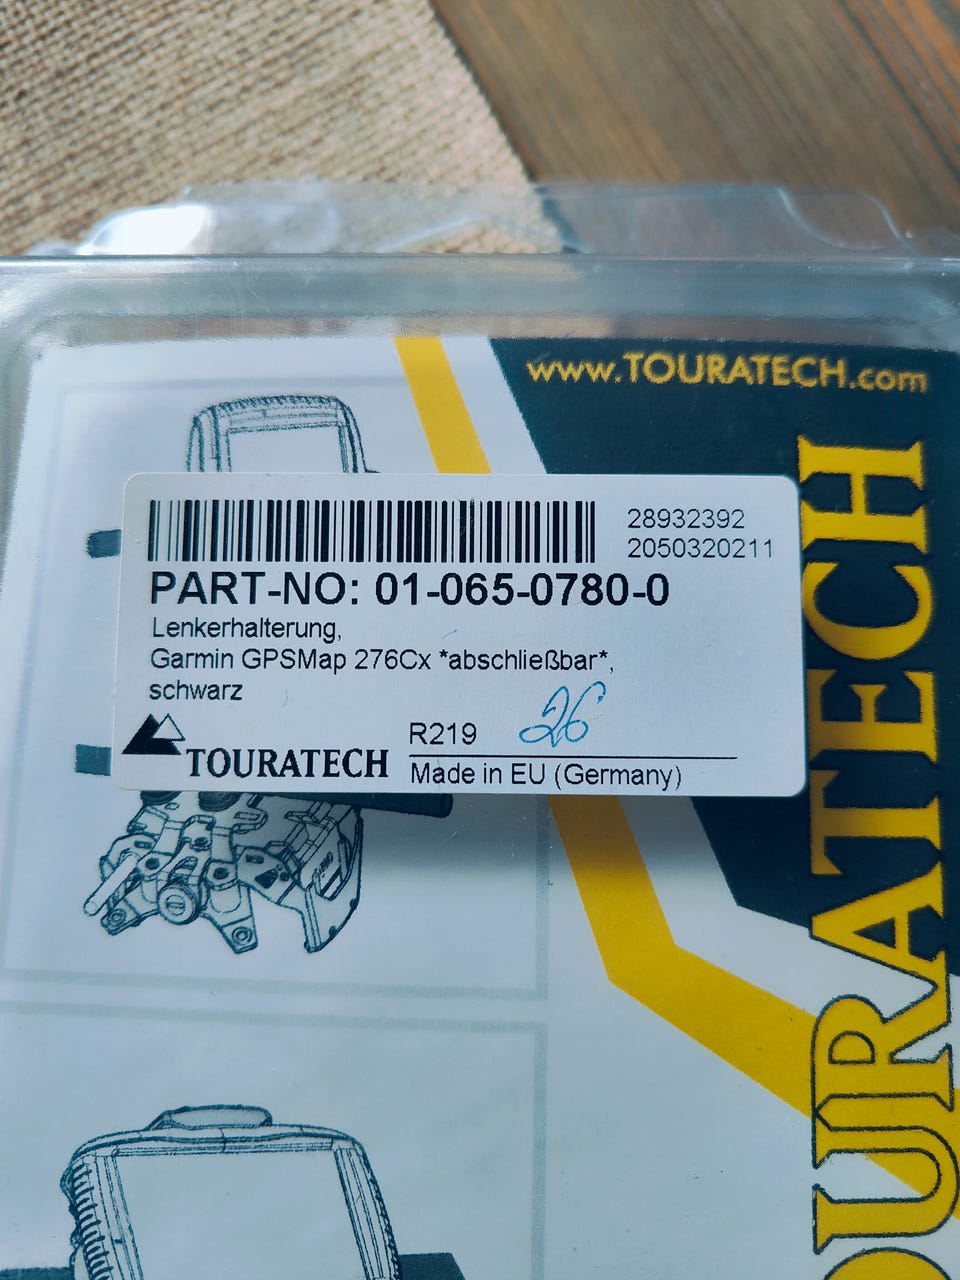 www.TOURATECH.com
TOURATECH
28932392
2050320211
PART-NO: 01-065-0780-0
Lenkerhalterung,
Garmin GPSMap 276Cx *abschließbar*,
schwarz
R219 26
TOURATECH
Made in EU (Germany)